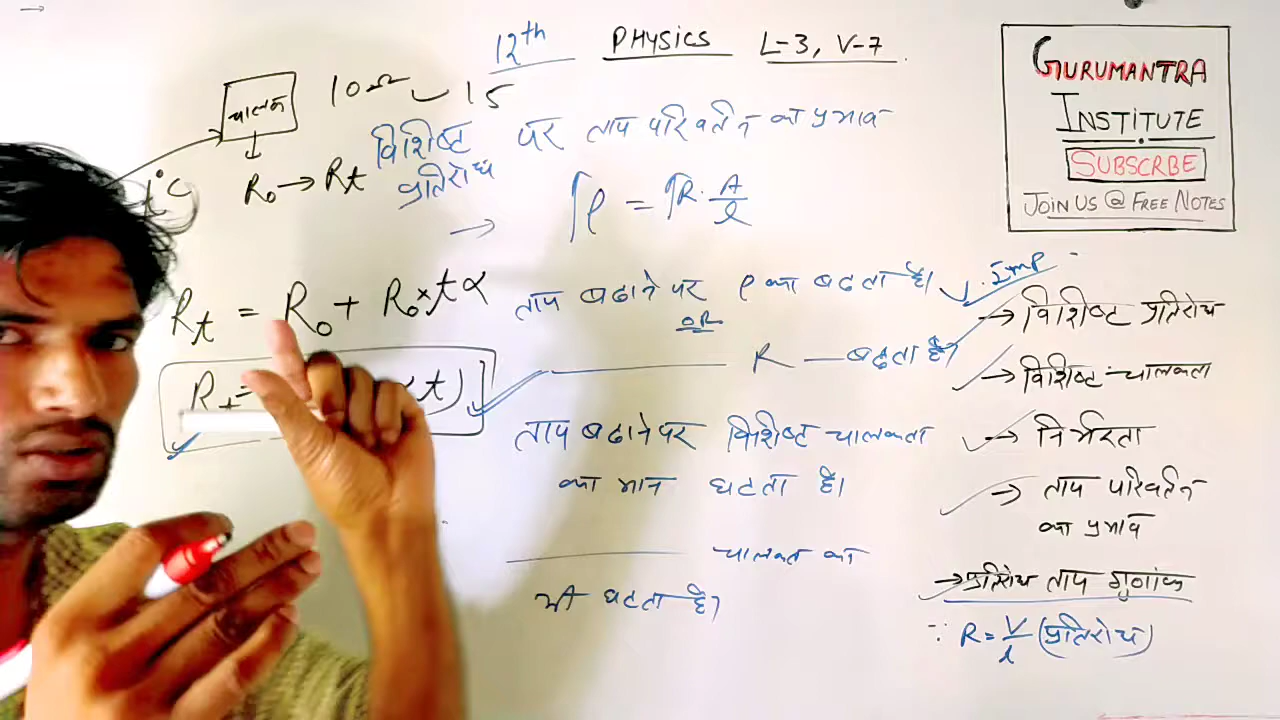 12th PHYSICS L-3, V-7
चालक
10Ω 15
t°C
R₀ → Rt
विशिष्ट पर ताप परिवर्तन का प्रभाव
प्रतिरोध
→ ρ = R · A/l
Rt = R₀ + R₀×tα
t)
ताप बढाने पर ρ का बढता है।
OR
R — बढता है।
Imp
ताप बढाने पर विशिष्ट चालकता
का मान घटता है।
चालकता का
भी घटता है।
GURUMANTRA
INSTITUTE
SUBSCRBE
JOIN US @ FREE NOTES
→ विशिष्ट प्रतिरोध
→ विशिष्ट चालकता
→ निर्भरता
→ ताप परिवर्तन
का प्रभाव
→ प्रतिरोध ताप गुणांक
∵ R = V/i (प्रतिरोध)